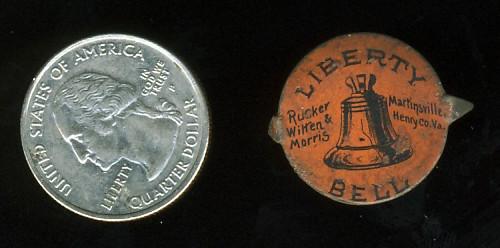 UNITED STATES OF AMERICA
IN
GOD WE
TRUST
P
LIBERTY
QUARTER DOLLAR
LIBERTY
Rucker
Witten &
Morris
Martinsville,
Henry Co. Va.
BELL